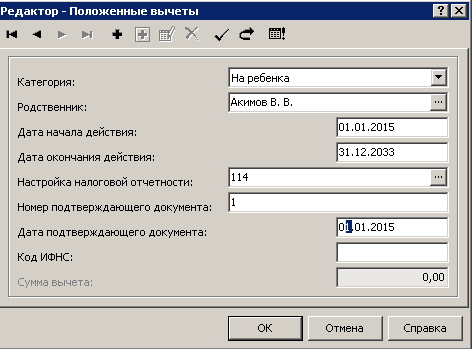 Редактор - Положенные вычеты
Категория: На ребенка
Родственник: Акимов В. В.
Дата начала действия: 01.01.2015
Дата окончания действия: 31.12.2033
Настройка налоговой отчетности: 114
Номер подтверждающего документа: 1
Дата подтверждающего документа: 01.01.2015
Код ИФНС:
Сумма вычета: 0,00
ОК Отмена Справка